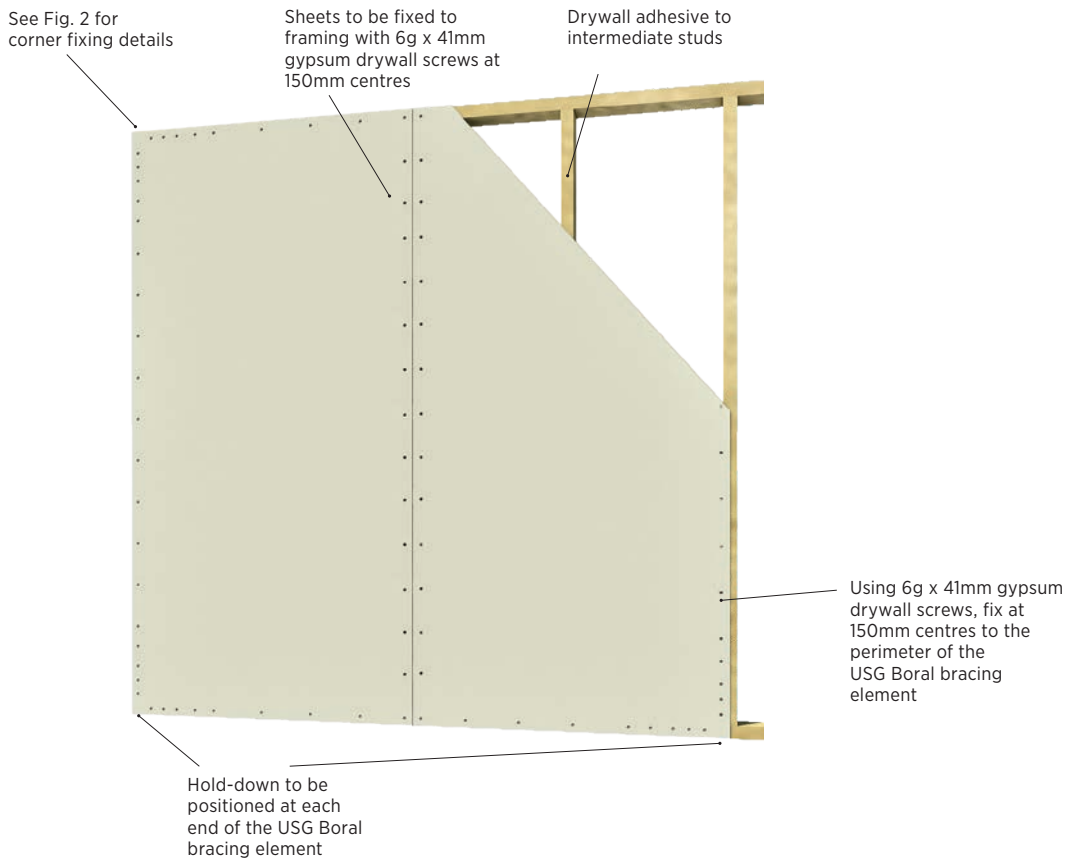 See Fig. 2 for
corner fixing details
Sheets to be fixed to
framing with 6g x 41mm
gypsum drywall screws at
150mm centres
Drywall adhesive to
intermediate studs
Using 6g x 41mm gypsum
drywall screws, fix at
150mm centres to the
perimeter of the
USG Boral bracing
element
Hold-down to be
positioned at each
end of the USG Boral
bracing element